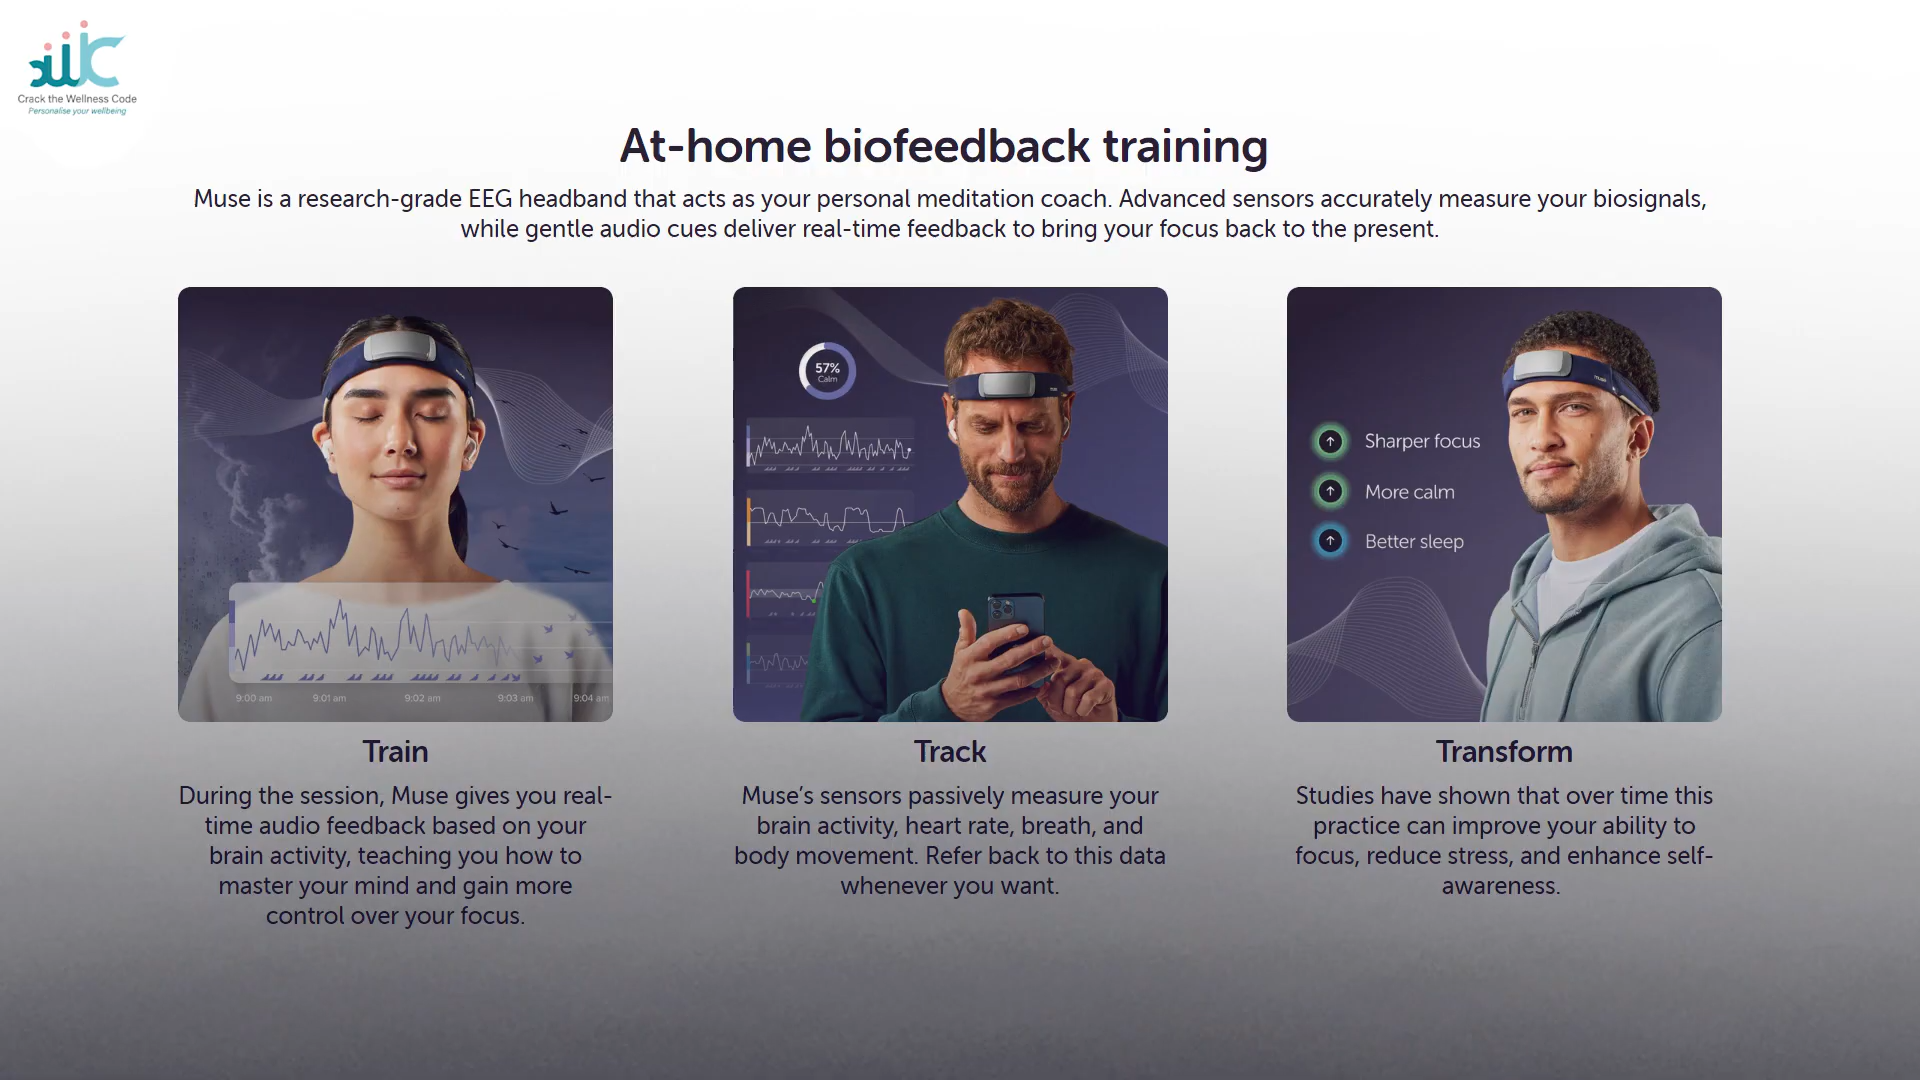 Crack the Wellness Code
Personalise your wellbeing
At-home biofeedback training
Muse is a research-grade EEG headband that acts as your personal meditation coach. Advanced sensors accurately measure your biosignals,
while gentle audio cues deliver real-time feedback to bring your focus back to the present.
9:00 am 9:01 am 9:02 am 9:03 am 9:04 am
57%
Calm
Sharper focus
More calm
Better sleep
Train
During the session, Muse gives you real-
time audio feedback based on your
brain activity, teaching you how to
master your mind and gain more
control over your focus.
Track
Muse’s sensors passively measure your
brain activity, heart rate, breath, and
body movement. Refer back to this data
whenever you want.
Transform
Studies have shown that over time this
practice can improve your ability to
focus, reduce stress, and enhance self-
awareness.